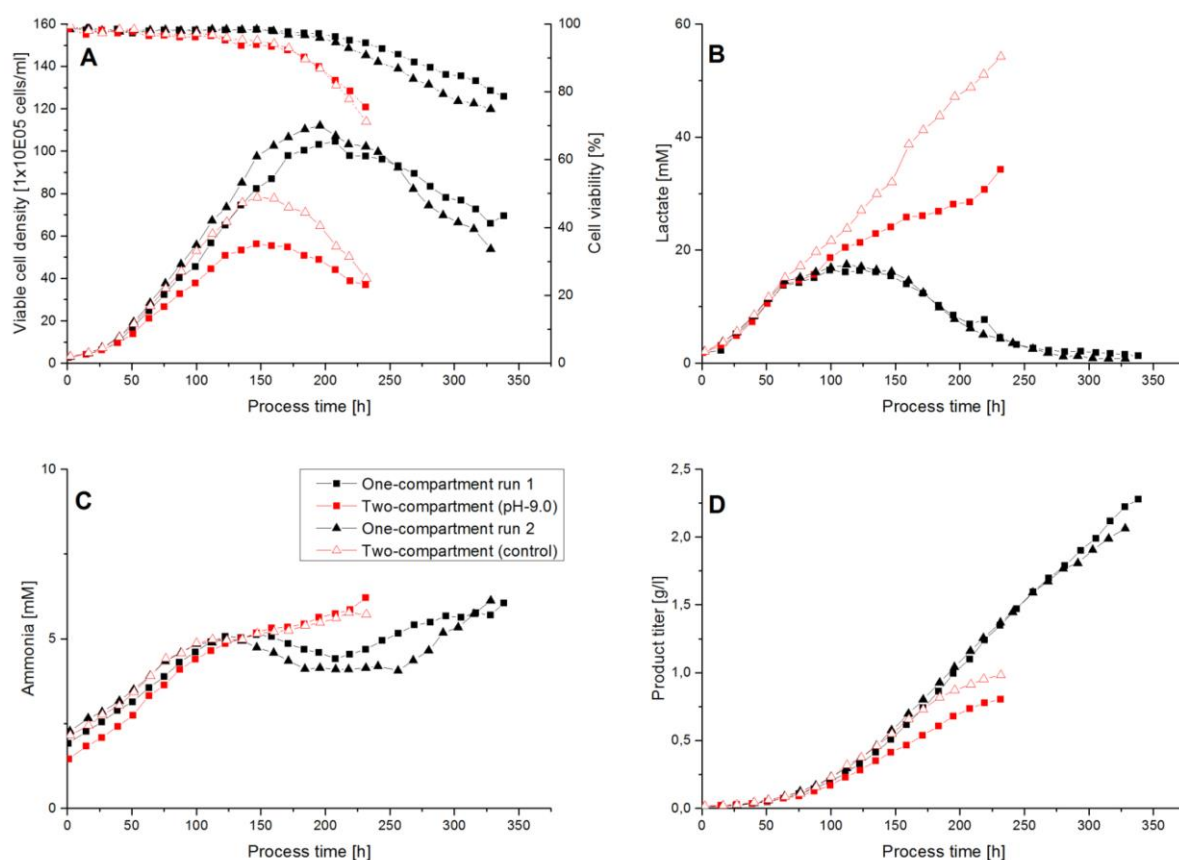 A
160
140
120
100
80
60
40
20
0
100
80
60
40
20
0
0 50 100 150 200 250 300 350
Viable cell density [1x10E05 cells/ml]
Cell viability [%]
Process time [h]
B
60
40
20
0
0 50 100 150 200 250 300 350
Lactate [mM]
Process time [h]
C
10
5
0
0 50 100 150 200 250 300 350
Ammonia [mM]
Process time [h]
One-compartment run 1
Two-compartment (pH-9.0)
One-compartment run 2
Two-compartment (control)
D
2,5
2,0
1,5
1,0
0,5
0,0
0 50 100 150 200 250 300 350
Product titer [g/l]
Process time [h]